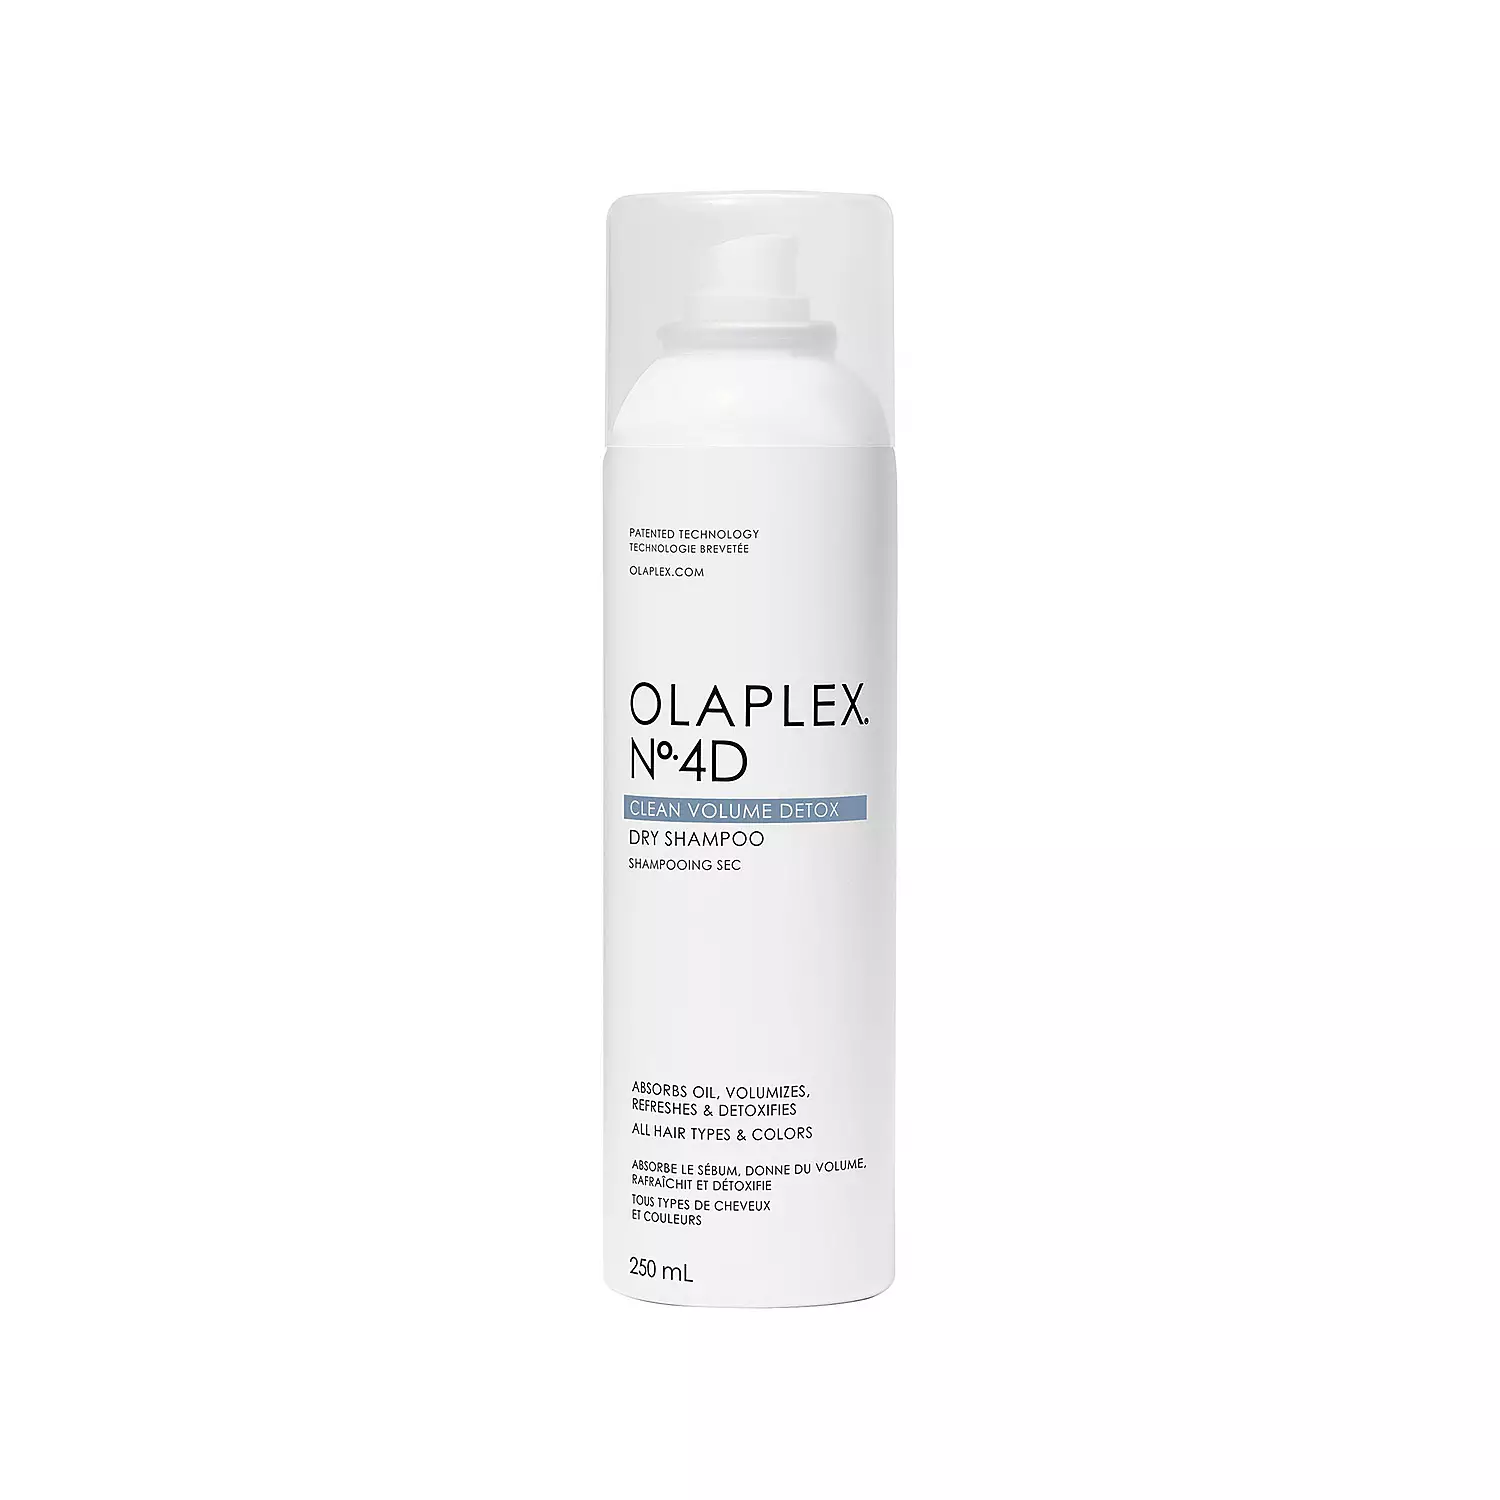 PATENTED TECHNOLOGY
TECHNOLOGIE BREVETÉE
OLAPLEX.COM
OLAPLEX®
Nº.4D
CLEAN VOLUME DETOX
DRY SHAMPOO
SHAMPOOING SEC
ABSORBS OIL, VOLUMIZES,
REFRESHES & DETOXIFIES
ALL HAIR TYPES & COLORS
ABSORBE LE SÉBUM, DONNE DU VOLUME,
RAFRAÎCHIT ET DÉTOXIFIE
TOUS TYPES DE CHEVEUX
ET COULEURS
250 mL